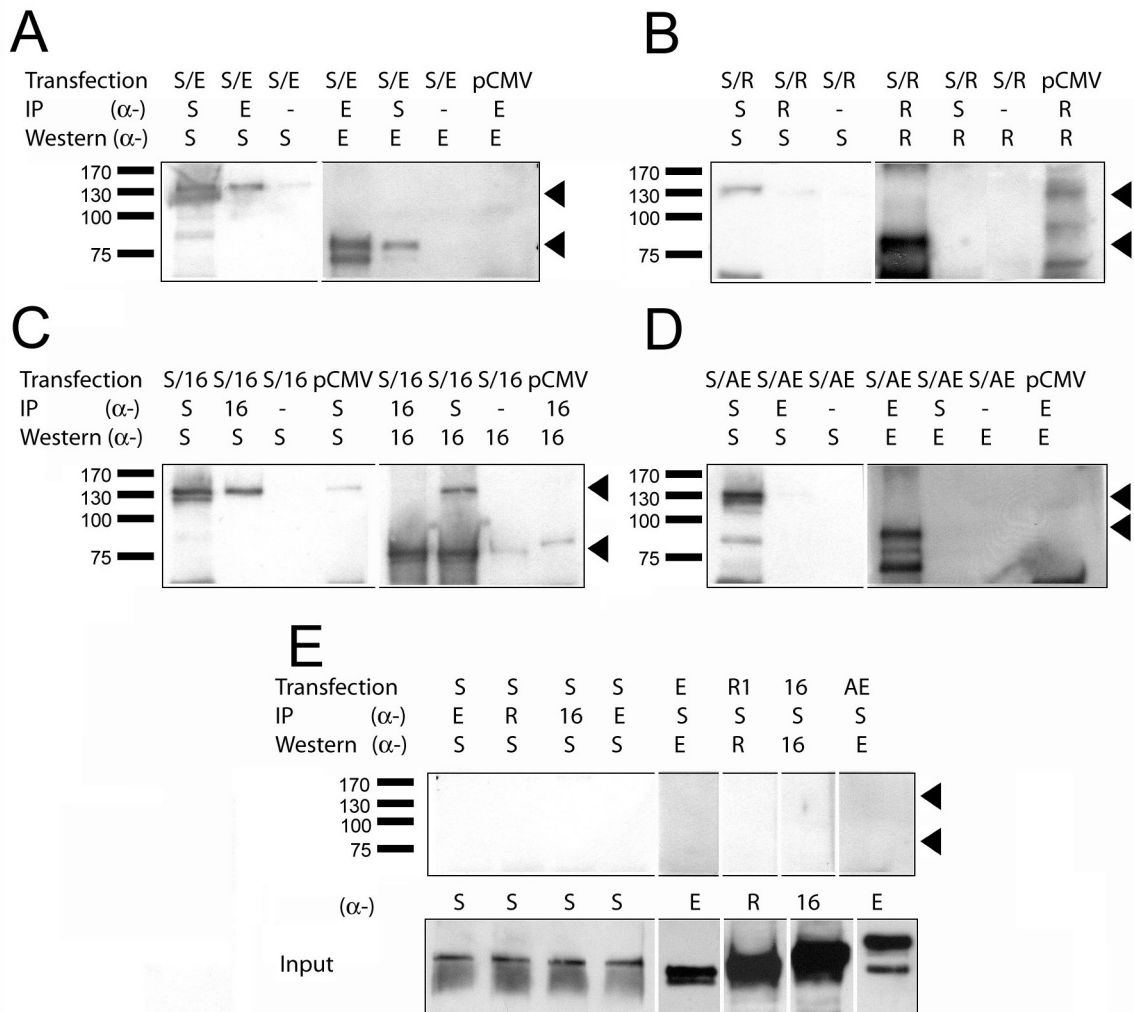 A
Transfection S/E S/E S/E S/E S/E S/E pCMV
IP (α-) S E - E S - E
Western (α-) S S S E E E E
170
130
100
75
B
S/R S/R S/R S/R S/R S/R pCMV
S R - R S - R
S S S R R R R
170
130
100
75
C
Transfection S/16 S/16 S/16 pCMV S/16 S/16 S/16 pCMV
IP (α-) S 16 - S 16 S - 16
Western (α-) S S S S 16 16 16 16
170
130
100
75
D
S/AE S/AE S/AE S/AE S/AE S/AE pCMV
S E - E S - E
S S S E E E E
170
130
100
75
E
Transfection S S S S E R1 16 AE
IP (α-) E R 16 E S S S S
Western (α-) S S S S E R 16 E
170
130
100
75
(α-) S S S S E R 16 E
Input